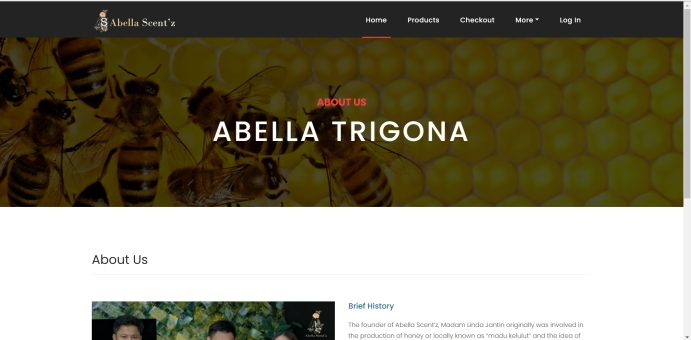 Abella Scent'z
Home Products Checkout More Log In
ABOUT US
ABELLA TRIGONA
About Us
Brief History
The founder of Abella Scent'z, Madam Linda Jantin originally was involved in
the production of honey or locally known as "madu kelulut" and the idea of